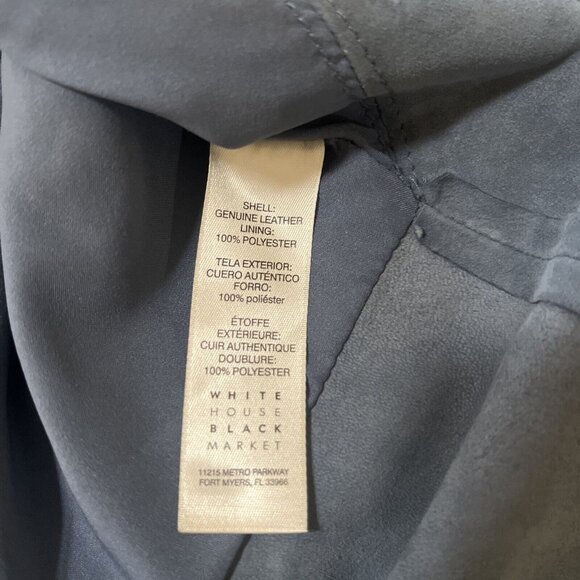 SHELL:
GENUINE LEATHER
LINING:
100% POLYESTER
TELA EXTERIOR:
CUERO AUTÉNTICO
FORRO:
100% poliéster
ÉTOFFE
EXTÉRIEURE:
CUIR AUTHENTIQUE
DOUBLURE:
100% POLYESTER
WHITE
HOUSE
BLACK
MARKET
11215 METRO PARKWAY
FORT MYERS, FL 33966